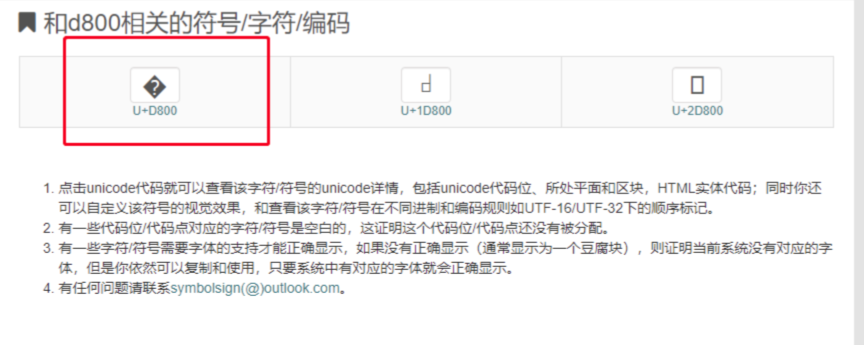 和d800相关的符号/字符/编码
�
U+D800
U+1D800
U+2D800
1. 点击unicode代码就可以查看该字符/符号的unicode详情，包括unicode代码位、所处平面和区块，HTML实体代码；同时你还
可以自定义该符号的视觉效果，和查看该字符/符号在不同进制和编码规则如UTF-16/UTF-32下的顺序标记。
2. 有一些代码位/代码点对应的字符/符号是空白的，这证明这个代码位/代码点还没有被分配。
3. 有一些字符/符号需要字体的支持才能正确显示，如果没有正确显示（通常显示为一个豆腐块），则证明当前系统没有对应的字
体，但是你依然可以复制和使用，只要系统中有对应的字体就会正确显示。
4. 有任何问题请联系symbolsign(@)outlook.com。